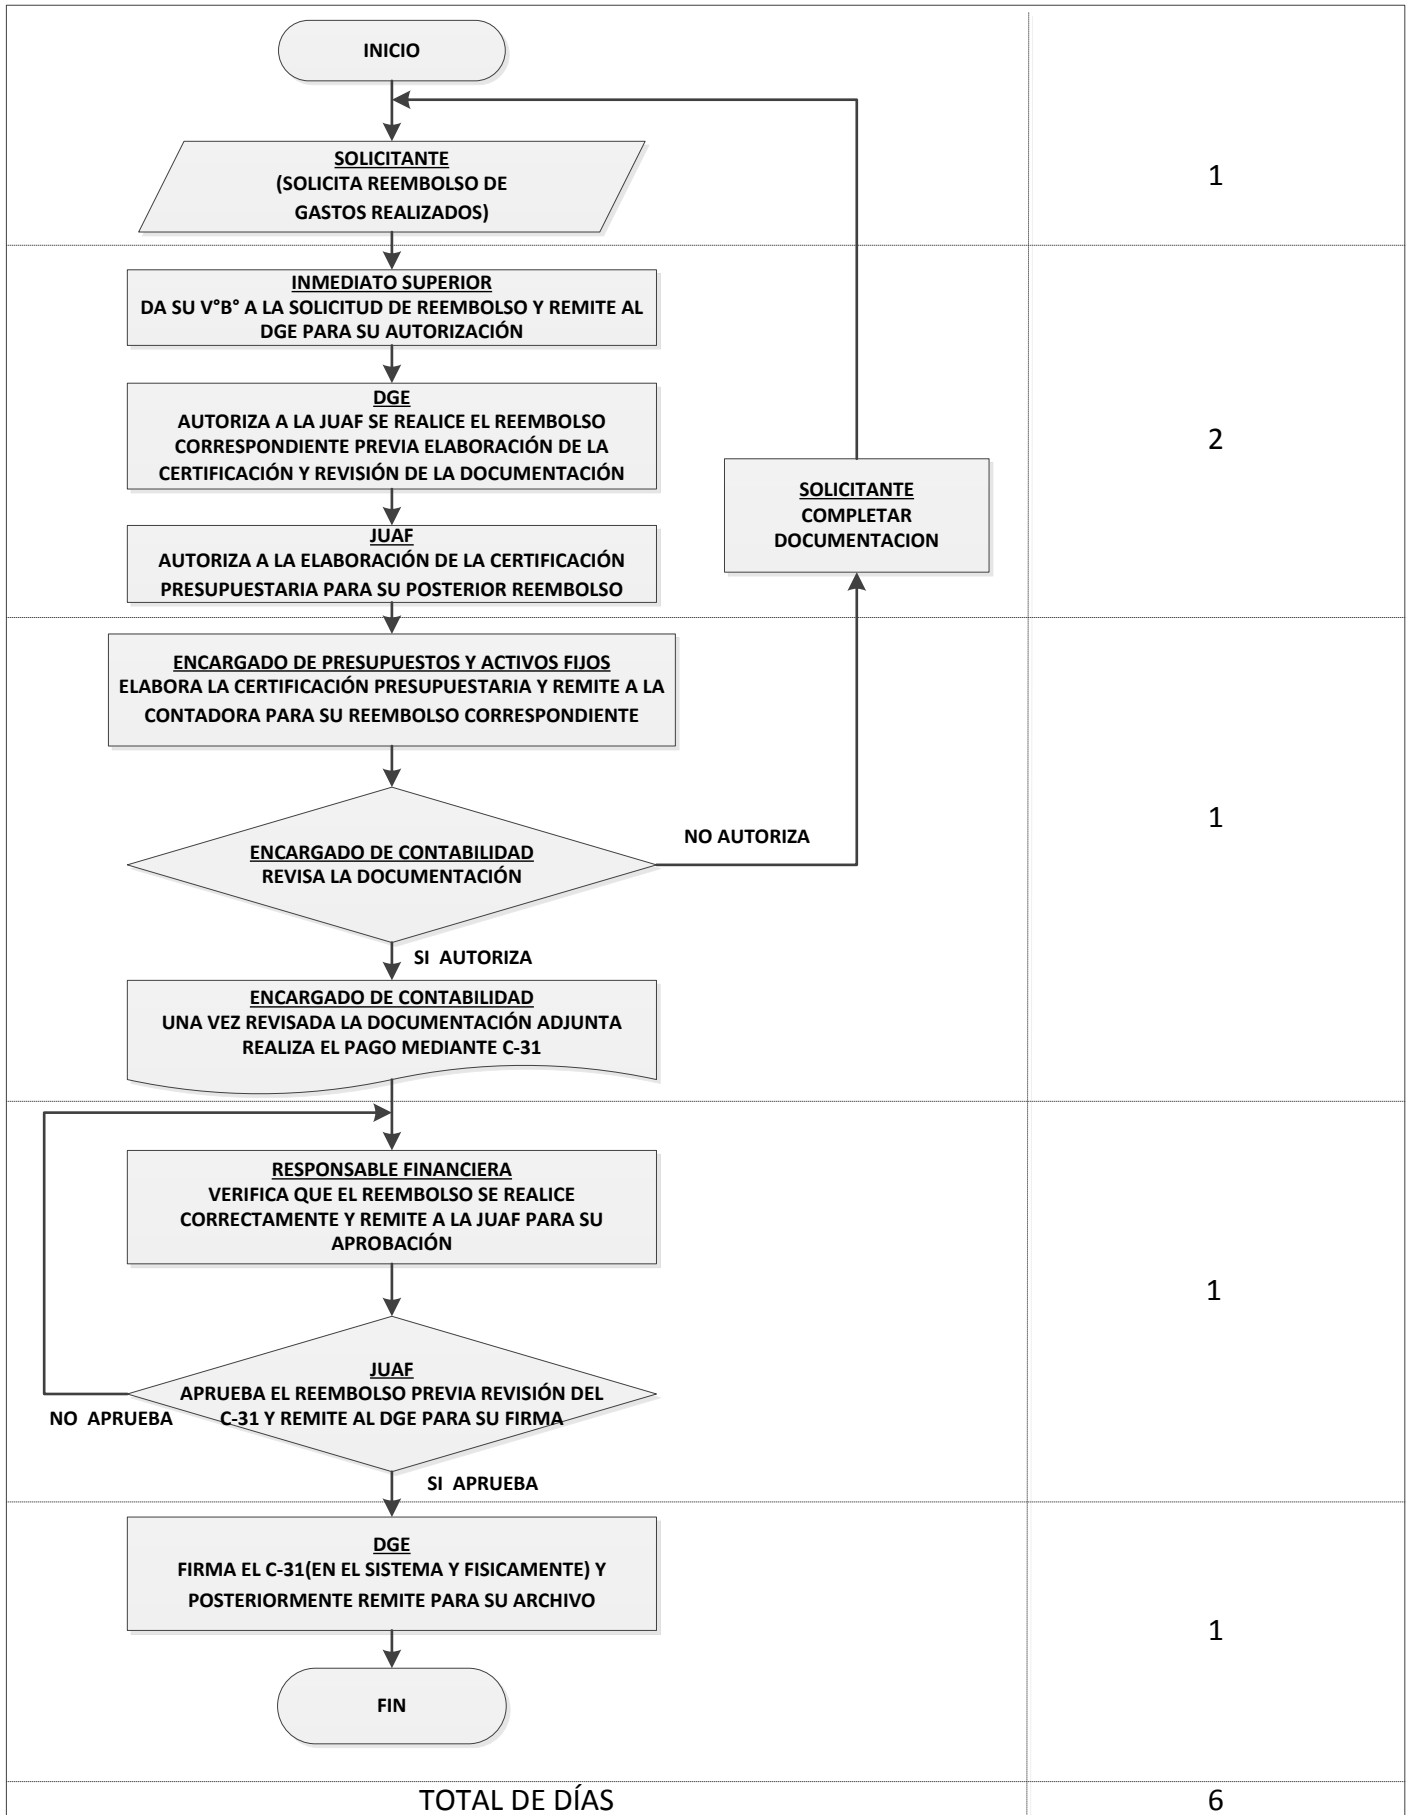 INICIO
SOLICITANTE
(SOLICITA REEMBOLSO DE
GASTOS REALIZADOS)
1
INMEDIATO SUPERIOR
DA SU V°B° A LA SOLICITUD DE REEMBOLSO Y REMITE AL
DGE PARA SU AUTORIZACIÓN
DGE
AUTORIZA A LA JUAF SE REALICE EL REEMBOLSO
CORRESPONDIENTE PREVIA ELABORACIÓN DE LA
CERTIFICACIÓN Y REVISIÓN DE LA DOCUMENTACIÓN
2
SOLICITANTE
COMPLETAR
DOCUMENTACION
JUAF
AUTORIZA A LA ELABORACIÓN DE LA CERTIFICACIÓN
PRESUPUESTARIA PARA SU POSTERIOR REEMBOLSO
ENCARGADO DE PRESUPUESTOS Y ACTIVOS FIJOS
ELABORA LA CERTIFICACIÓN PRESUPUESTARIA Y REMITE A LA
CONTADORA PARA SU REEMBOLSO CORRESPONDIENTE
1
NO AUTORIZA
ENCARGADO DE CONTABILIDAD
REVISA LA DOCUMENTACIÓN
SI AUTORIZA
ENCARGADO DE CONTABILIDAD
UNA VEZ REVISADA LA DOCUMENTACIÓN ADJUNTA
REALIZA EL PAGO MEDIANTE C-31
RESPONSABLE FINANCIERA
VERIFICA QUE EL REEMBOLSO SE REALICE
CORRECTAMENTE Y REMITE A LA JUAF PARA SU
APROBACIÓN
1
JUAF
APRUEBA EL REEMBOLSO PREVIA REVISIÓN DEL
C-31 Y REMITE AL DGE PARA SU FIRMA
NO APRUEBA
SI APRUEBA
DGE
FIRMA EL C-31(EN EL SISTEMA Y FISICAMENTE) Y
POSTERIORMENTE REMITE PARA SU ARCHIVO
1
FIN
TOTAL DE DÍAS
6